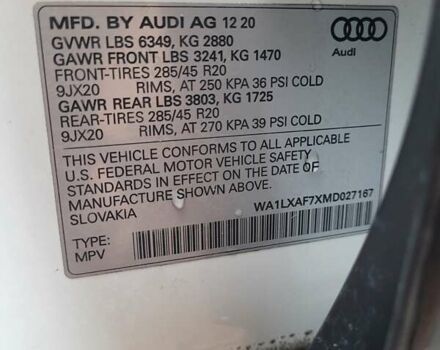 MFD. BY AUDI AG 12 20
GVWR LBS 6349, KG 2880
GAWR FRONT LBS 3241, KG 1470
FRONT-TIRES 285/45 R20
9JX20 RIMS, AT 250 KPA 36 PSI COLD
GAWR REAR LBS 3803, KG 1725
REAR-TIRES 285/45 R20
9JX20 RIMS, AT 270 KPA 39 PSI COLD
Audi
THIS VEHICLE CONFORMS TO ALL APPLICABLE
U.S. FEDERAL MOTOR VEHICLE SAFETY
STANDARDS IN EFFECT ON THE DATE OF
MANUFACTURE SHOWN ABOVE.
SLOVAKIA
WA1LXAF7XMD027167
TYPE:
MPV